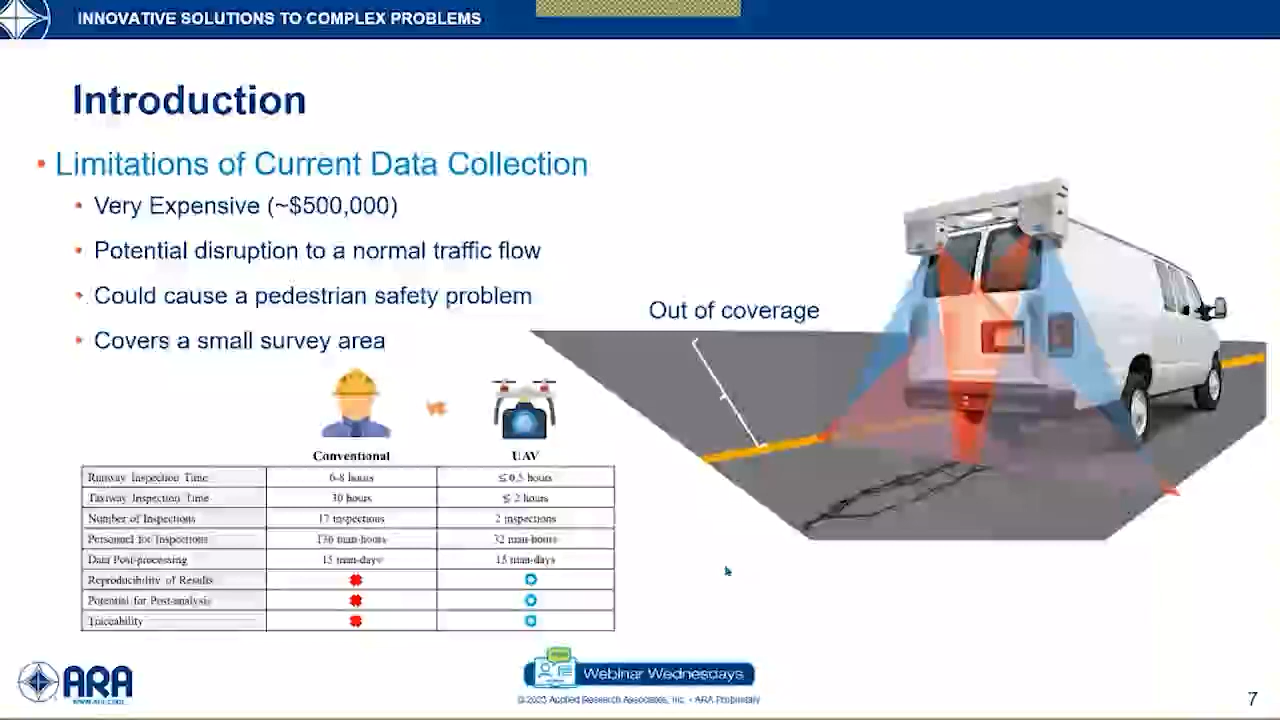 INNOVATIVE SOLUTIONS TO COMPLEX PROBLEMS
Introduction
• Limitations of Current Data Collection
• Very Expensive (~$500,000)
• Potential disruption to a normal traffic flow
• Could cause a pedestrian safety problem
• Covers a small survey area
Out of coverage
vs
Conventional UAV
Runway Inspection Time 6-8 hours ≤ 0.5 hours
Taxiway Inspection Time 30 hours ≤ 2 hours
Number of Inspections 17 inspections 2 inspections
Personnel for Inspections 136 man-hours 32 man-hours
Data Post-processing 15 man-days 15 man-days
Reproducibility of Results
Potential for Post-analysis
Traceability
ARA
www.ara.com
Webinar Wednesdays
© 2023 Applied Research Associates, Inc. • ARA Proprietary
7